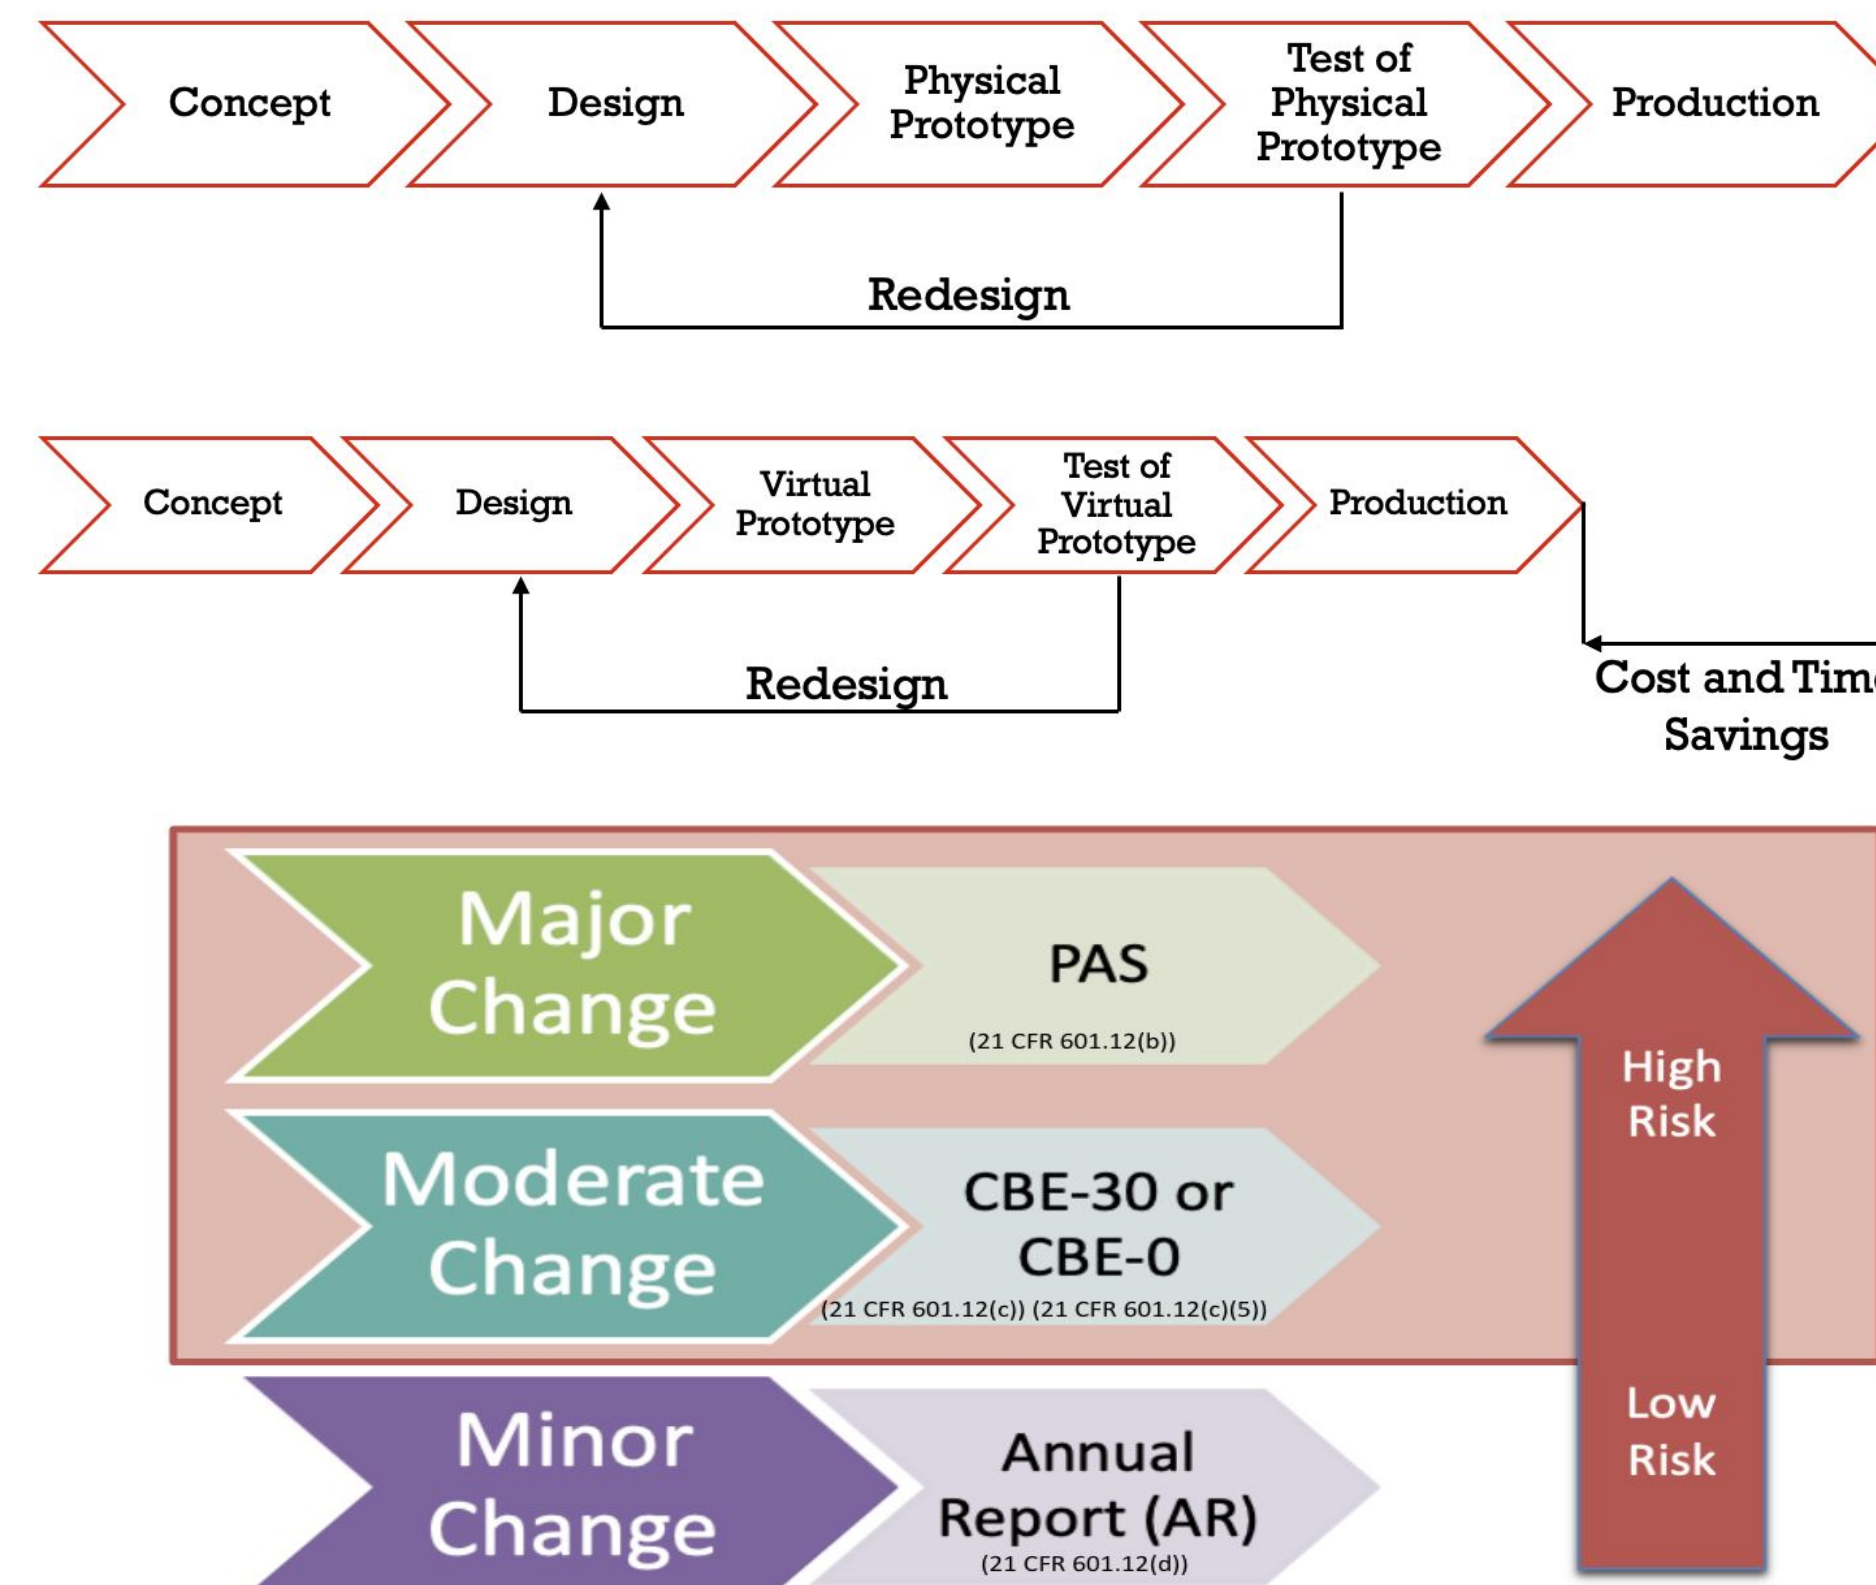 Concept
Design
Physical
Prototype
Test of
Physical
Prototype
Production
Redesign
Concept
Design
Virtual
Prototype
Test of
Virtual
Prototype
Production
Redesign
Cost and Tim
Savings
Major
Change
PAS
(21 CFR 601.12(b))
Moderate
Change
CBE-30 or
CBE-0
(21 CFR 601.12(c)) (21 CFR 601.12(c)(5))
Minor
Change
Annual
Report (AR)
(21 CFR 601.12(d))
High
Risk
Low
Risk